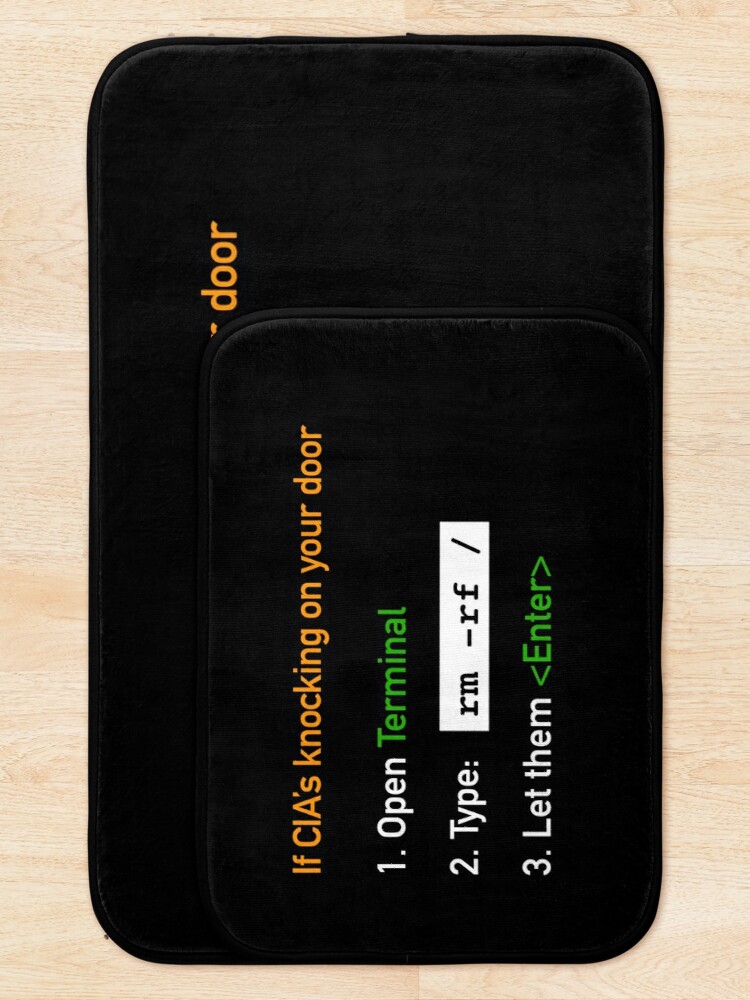 door
If CIA's knocking on your door
1. Open Terminal
2. Type: rm -rf /
3. Let them <Enter>